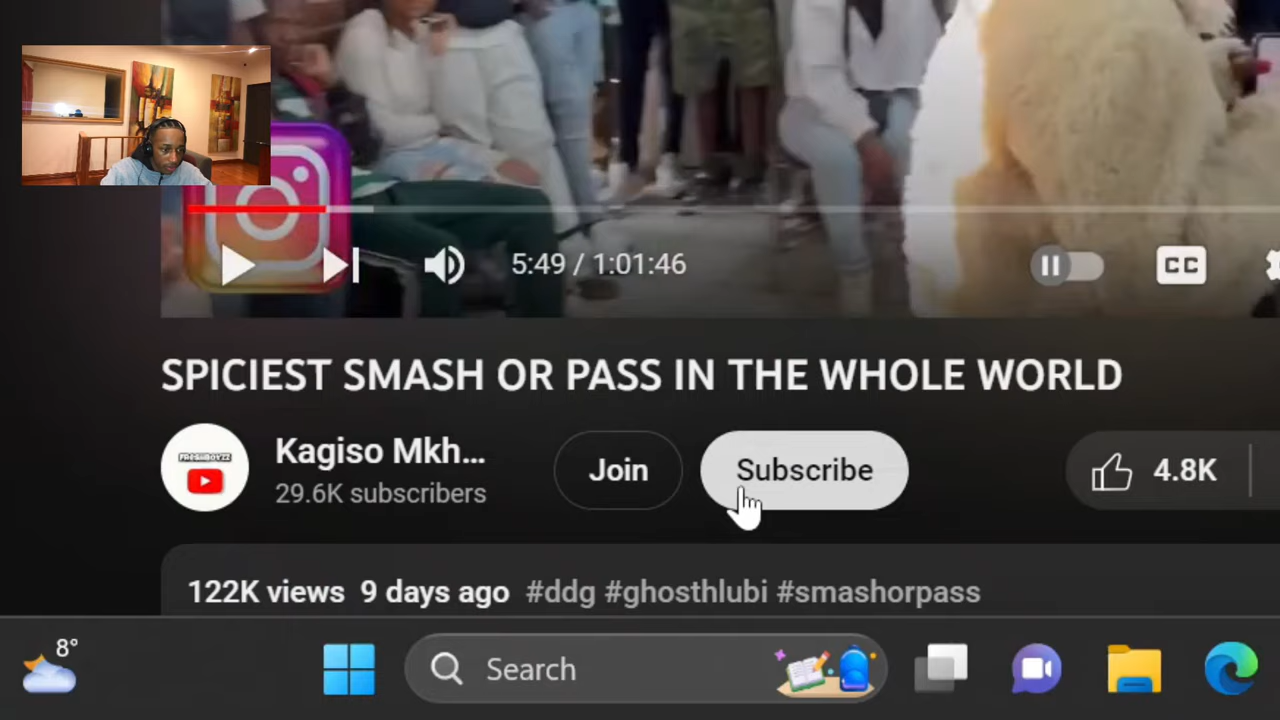 5:49 / 1:01:46
CC
SPICIEST SMASH OR PASS IN THE WHOLE WORLD
FRESHBOYZZ
Kagiso Mkh...
29.6K subscribers
Join
Subscribe
4.8K
122K views 9 days ago #ddg #ghosthlubi #smashorpass
8°
Search